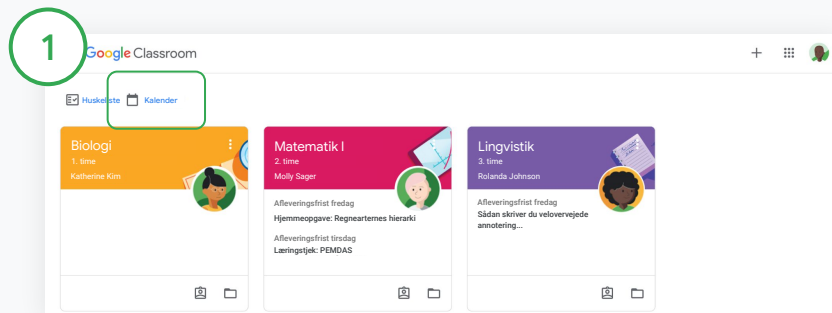 1
Google Classroom
Huskeliste Kalender
Biologi
1. time
Katherine Kim
Matematik I
2. time
Molly Sager
Afleveringsfrist fredag
Hjemmeopgave: Regnearternes hierarki
Afleveringsfrist tirsdag
Læringstjek: PEMDAS
Lingvistik
3. time
Rolanda Johnson
Afleveringsfrist fredag
Sådan skriver du velovervejede
annotering...